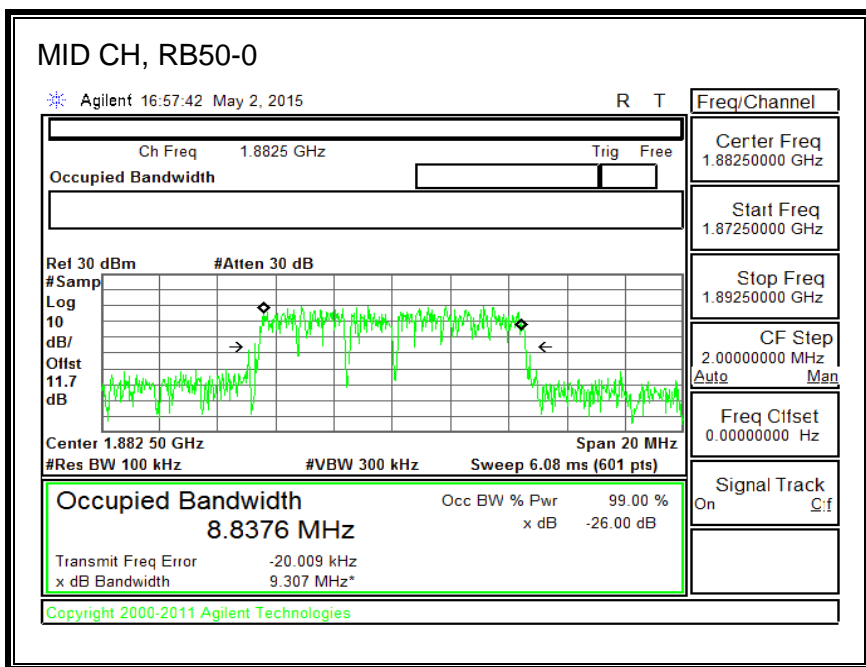 MID CH, RB50-0
Agilent 16:57:42 May 2, 2015 R T
Freq/Channel
Ch Freq 1.8825 GHz Trig Free
Occupied Bandwidth
Center Freq
1.88250000 GHz
Start Freq
1.87250000 GHz
Stop Freq
1.89250000 GHz
CF Step
2.00000000 MHz
Auto Man
Freq Offset
0.00000000 Hz
Signal Track
On Off
Ref 30 dBm #Atten 30 dB
#Samp
Log
10
dB/
Offst
11.7
dB
Center 1.882 50 GHz Span 20 MHz
#Res BW 100 kHz #VBW 300 kHz Sweep 6.08 ms (601 pts)
Occupied Bandwidth
8.8376 MHz
Occ BW % Pwr 99.00 %
x dB -26.00 dB
Transmit Freq Error -20.009 kHz
x dB Bandwidth 9.307 MHz*
Copyright 2000-2011 Agilent Technologies